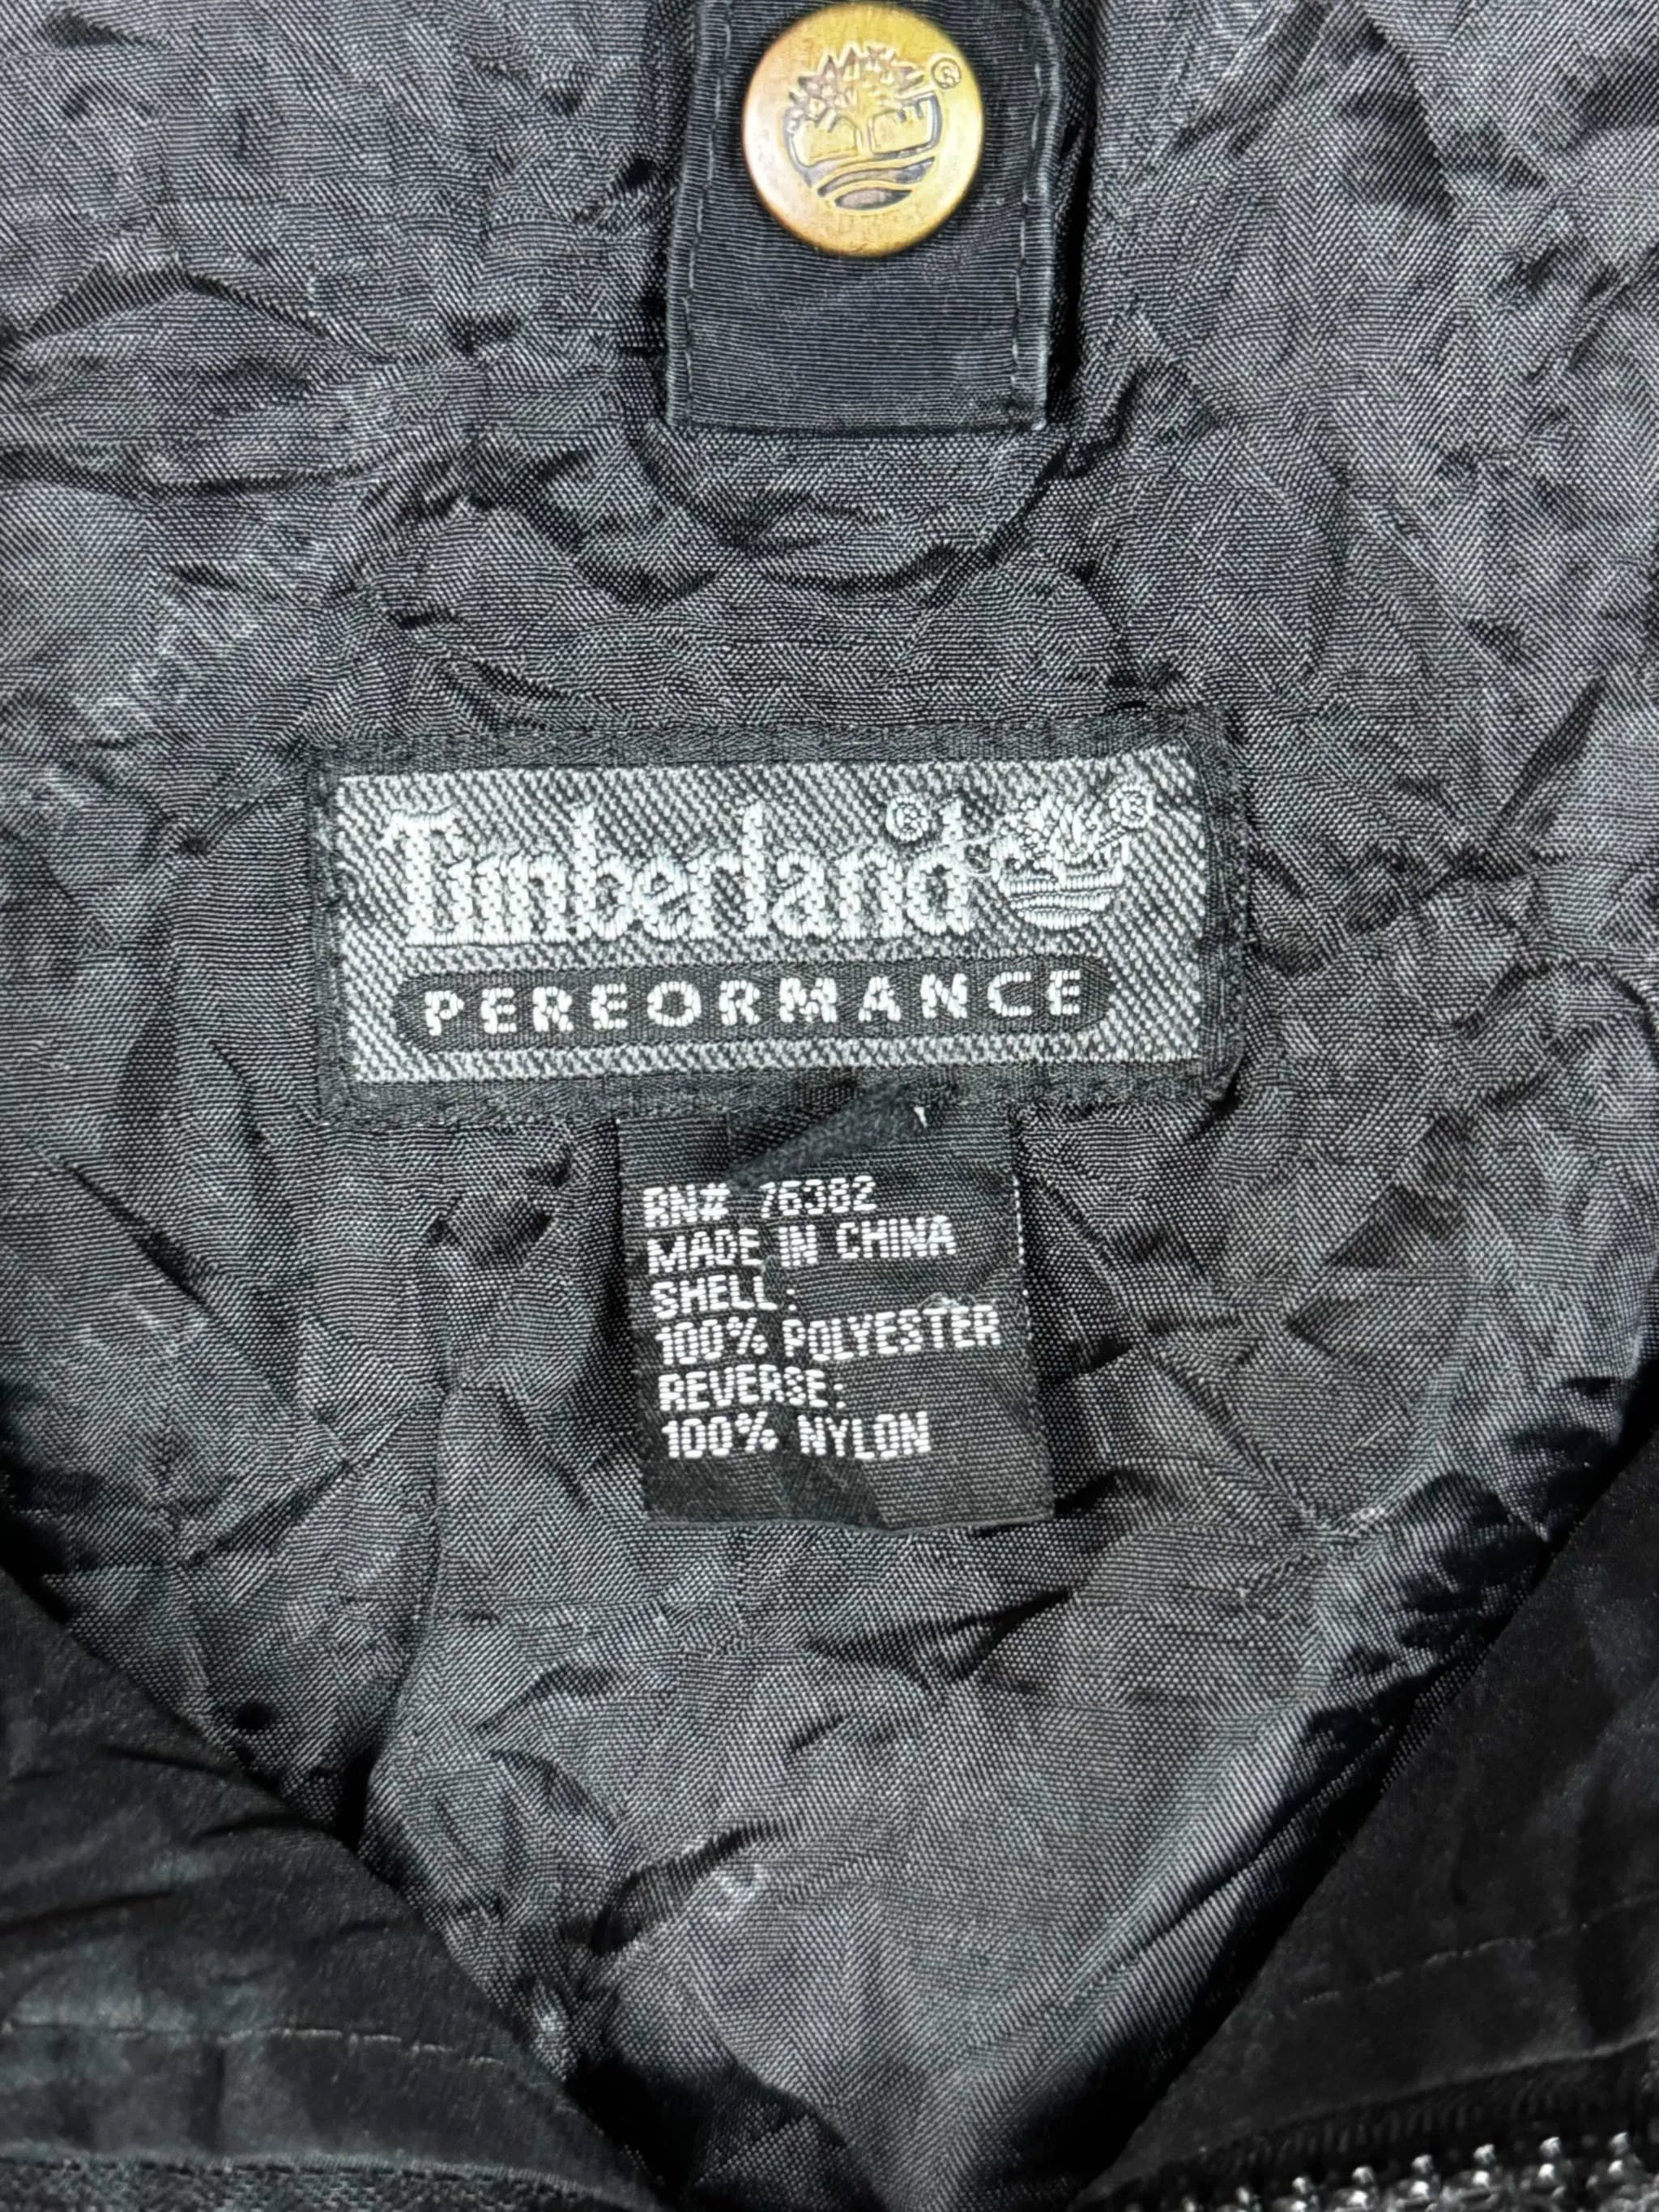 Timberland®
PEREORMANCE
RN# 76382
MADE IN CHINA
SHELL:
100% POLYESTER
REVERSE:
100% NYLON